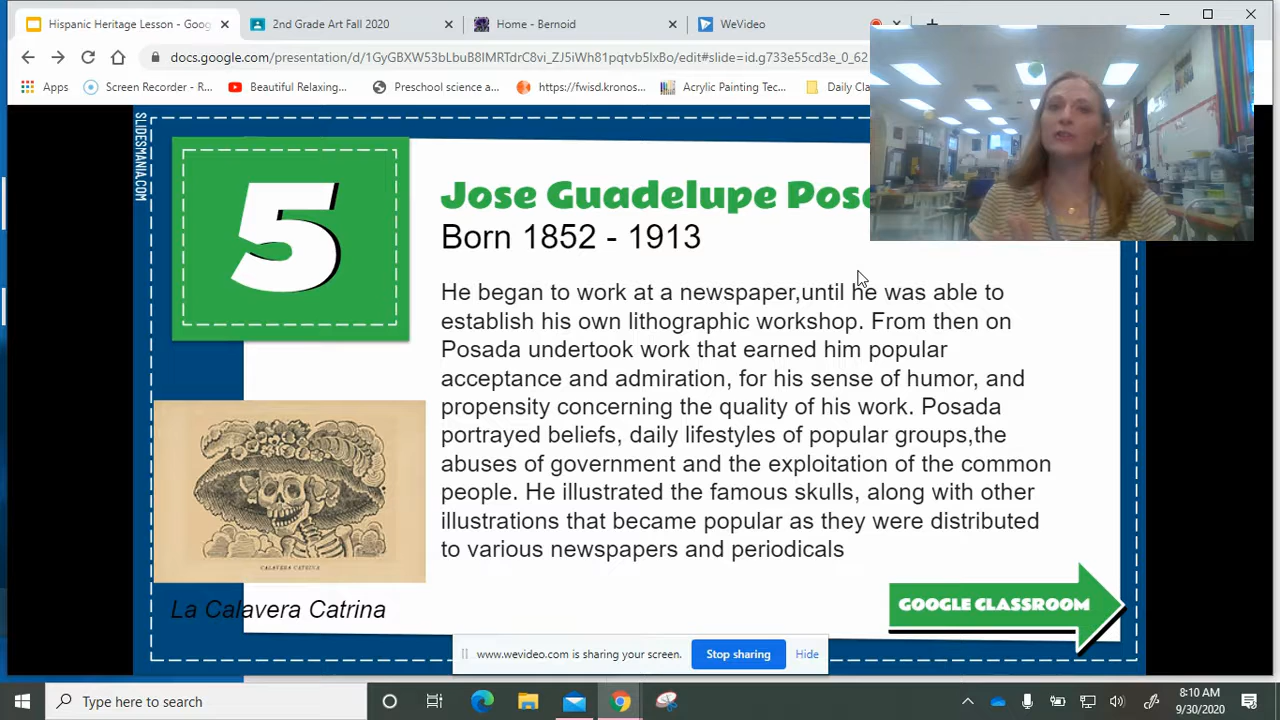 Hispanic Heritage Lesson - Goog
2nd Grade Art Fall 2020
Home - Bernoid
WeVideo
docs.google.com/presentation/d/1GyGBXW53bLbuB8IMRTdrC8vi_ZJ5iWh81pqtvb5lxBo/edit#slide=id.g733e55cd3e_0_62
Apps
Screen Recorder - R...
Beautiful Relaxing...
Preschool science a...
https://fwisd.kronos...
Acrylic Painting Tec...
Daily Cla
SLIDESMANIA.COM
5
Jose Guadelupe Posa
Born 1852 - 1913
He began to work at a newspaper,until he was able to
establish his own lithographic workshop. From then on
Posada undertook work that earned him popular
acceptance and admiration, for his sense of humor, and
propensity concerning the quality of his work. Posada
portrayed beliefs, daily lifestyles of popular groups,the
abuses of government and the exploitation of the common
people. He illustrated the famous skulls, along with other
illustrations that became popular as they were distributed
to various newspapers and periodicals
CALAVERA CATRINA
La Calavera Catrina
GOOGLE CLASSROOM
www.wevideo.com is sharing your screen.
Stop sharing
Hide
Type here to search
8:10 AM
9/30/2020